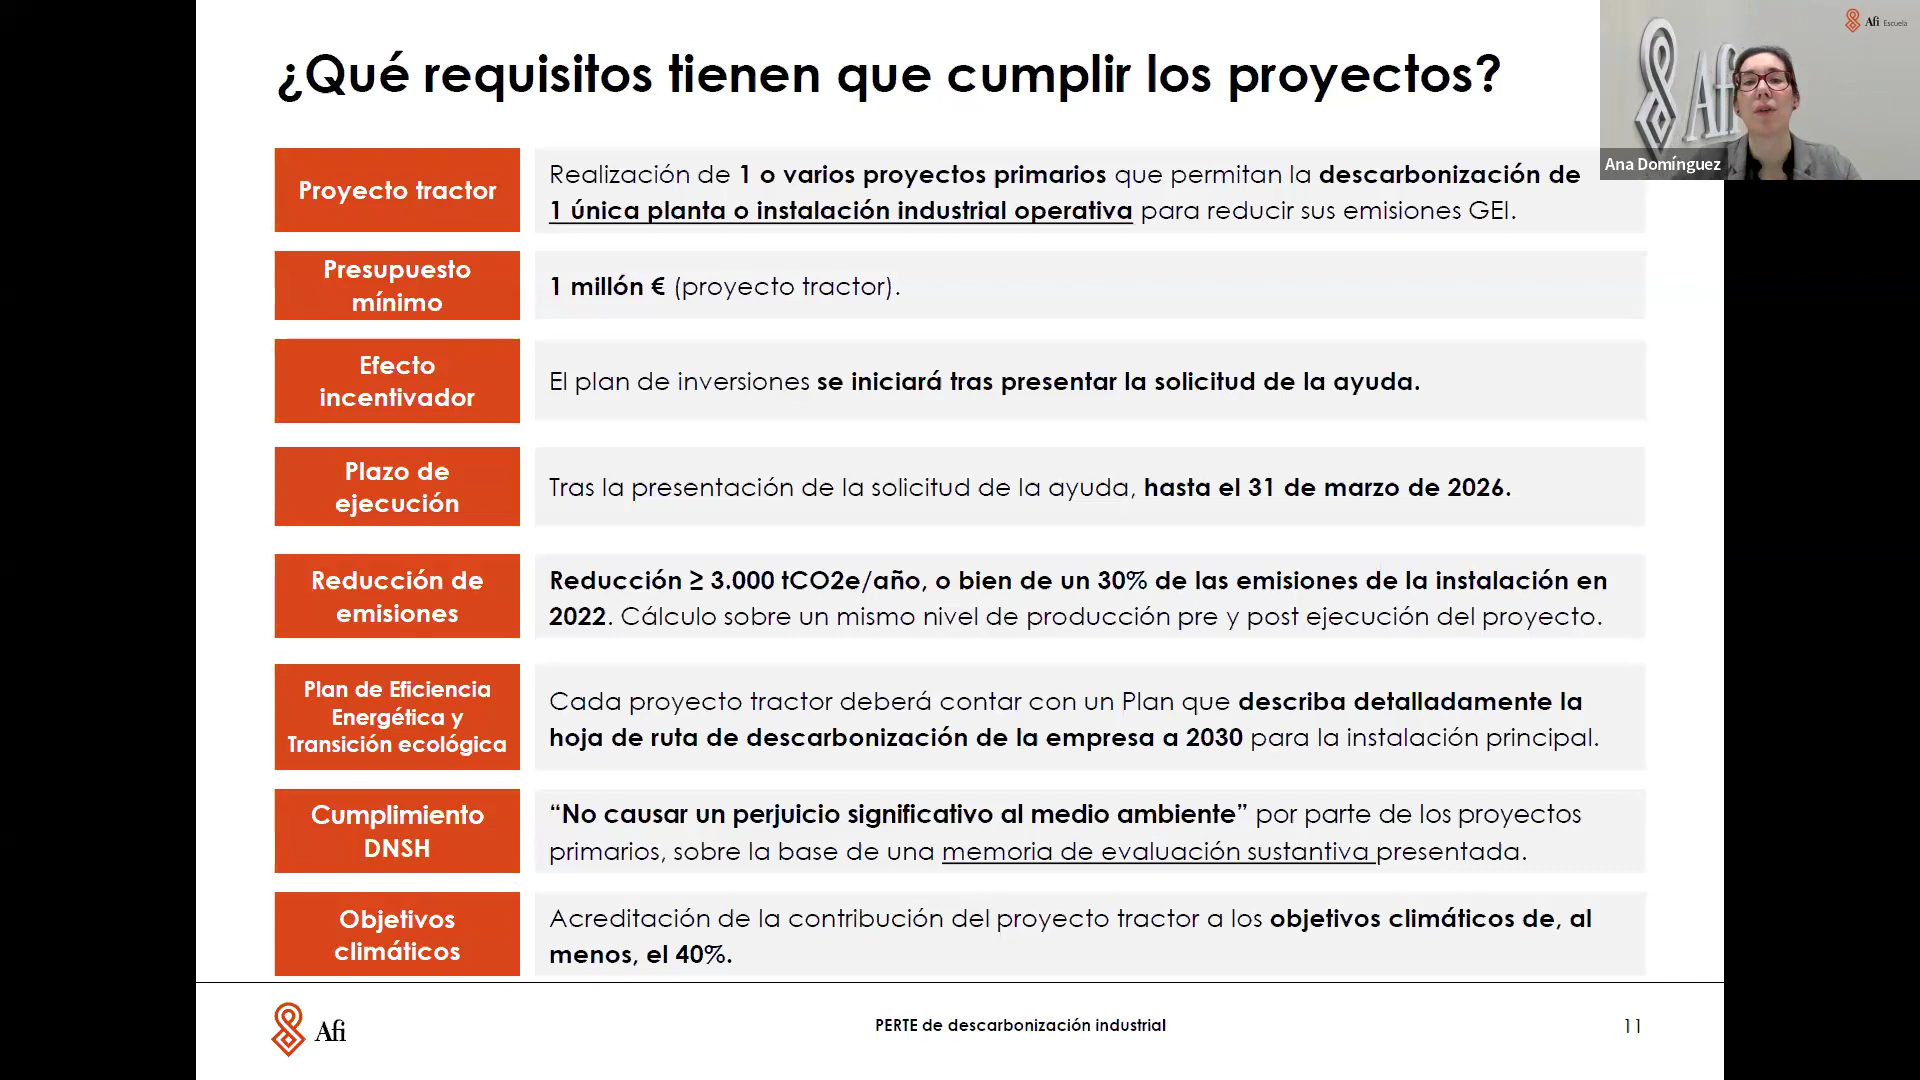 ¿Qué requisitos tienen que cumplir los proyectos?
Afi Escuela
Afi
Ana Domínguez
Proyecto tractor
Realización de 1 o varios proyectos primarios que permitan la descarbonización de
1 única planta o instalación industrial operativa para reducir sus emisiones GEI.
Presupuesto
mínimo
1 millón € (proyecto tractor).
Efecto
incentivador
El plan de inversiones se iniciará tras presentar la solicitud de la ayuda.
Plazo de
ejecución
Tras la presentación de la solicitud de la ayuda, hasta el 31 de marzo de 2026.
Reducción de
emisiones
Reducción ≥ 3.000 tCO2e/año, o bien de un 30% de las emisiones de la instalación en
2022. Cálculo sobre un mismo nivel de producción pre y post ejecución del proyecto.
Plan de Eficiencia
Energética y
Transición ecológica
Cada proyecto tractor deberá contar con un Plan que describa detalladamente la
hoja de ruta de descarbonización de la empresa a 2030 para la instalación principal.
Cumplimiento
DNSH
“No causar un perjuicio significativo al medio ambiente” por parte de los proyectos
primarios, sobre la base de una memoria de evaluación sustantiva presentada.
Objetivos
climáticos
Acreditación de la contribución del proyecto tractor a los objetivos climáticos de, al
menos, el 40%.
Afi
PERTE de descarbonización industrial
11